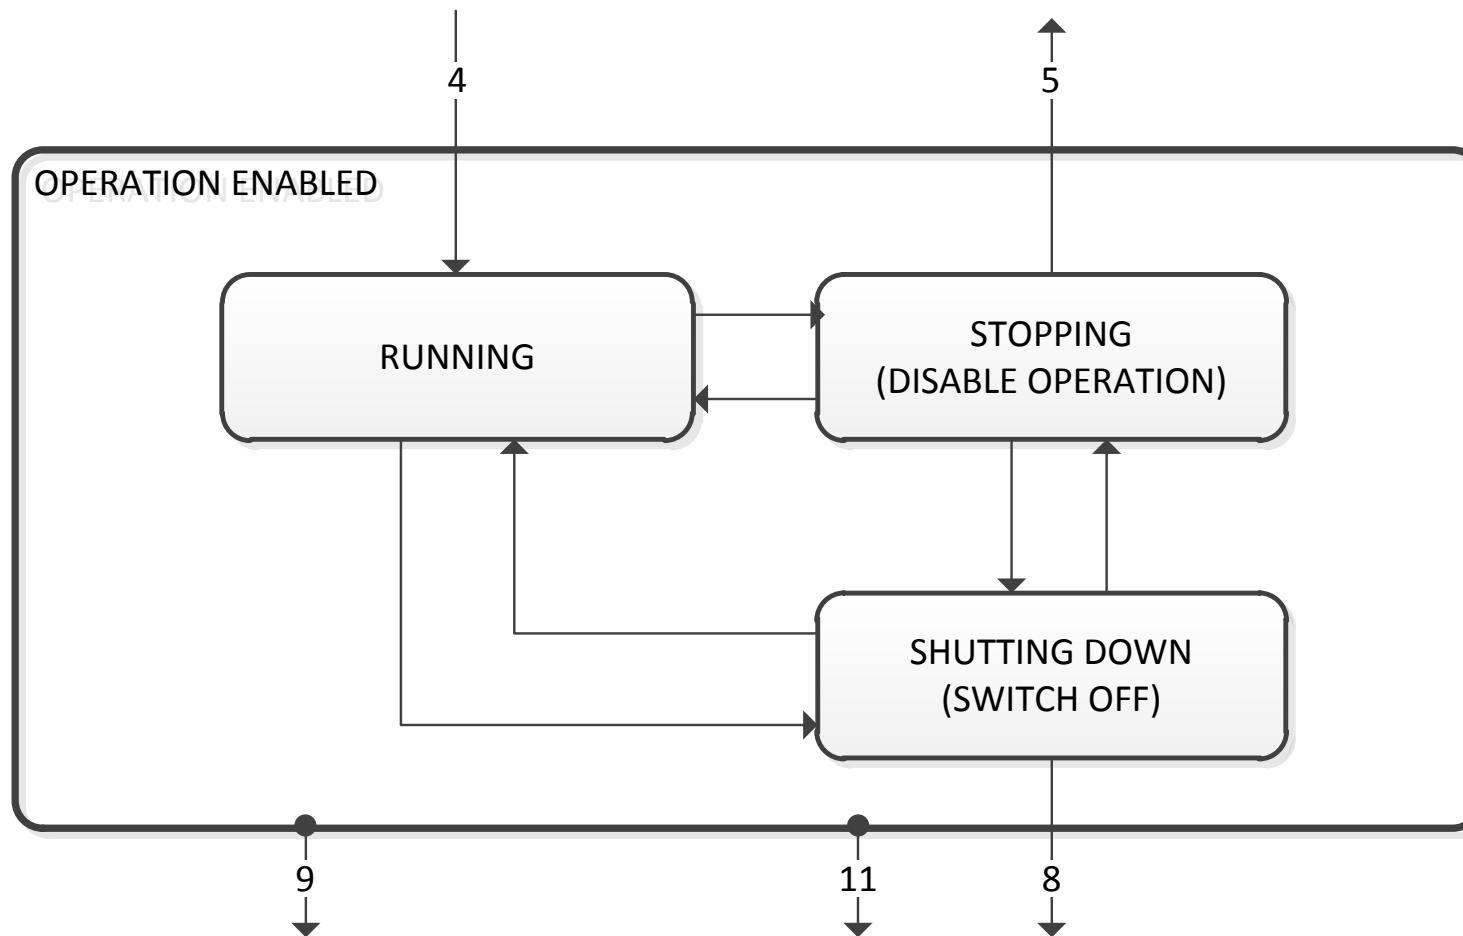 4
5
OPERATION ENABLED
RUNNING
STOPPING
(DISABLE OPERATION)
SHUTTING DOWN
(SWITCH OFF)
9
11
8